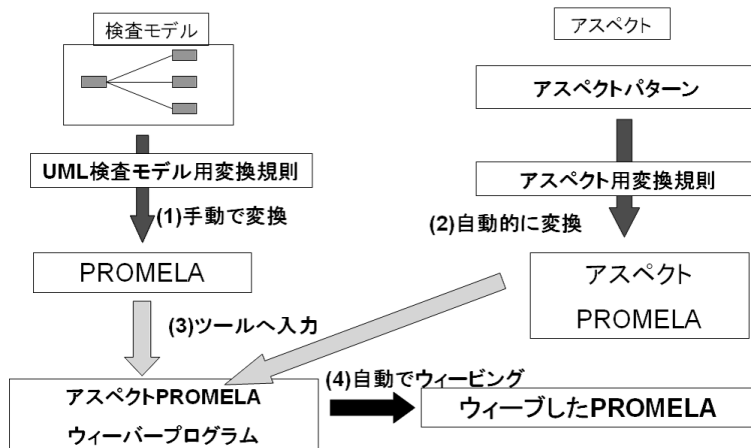 検査モデル
アスペクト
アスペクトパターン
UML検査モデル用変換規則
アスペクト用変換規則
(1)手動で変換
(2)自動的に変換
PROMELA
アスペクト
PROMELA
(3)ツールへ入力
(4)自動でウィービング
アスペクトPROMELA
ウィーバープログラム
ウィーブしたPROMELA